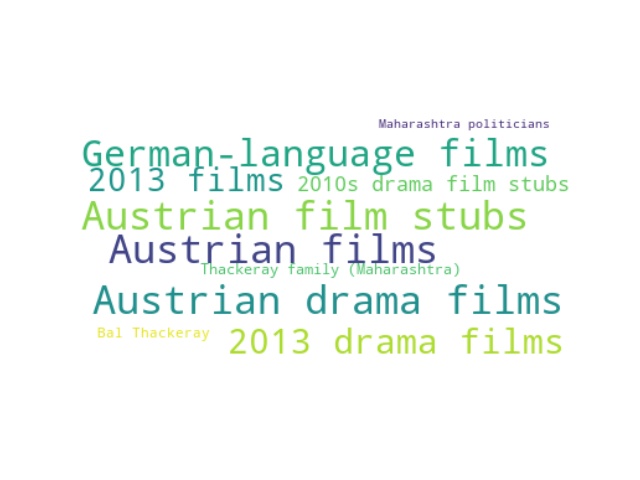 Maharashtra politicians
German-language films
2013 films 2010s drama film stubs
Austrian film stubs
Austrian films
Thackeray family (Maharashtra)
Austrian drama films
Bal Thackeray 2013 drama films